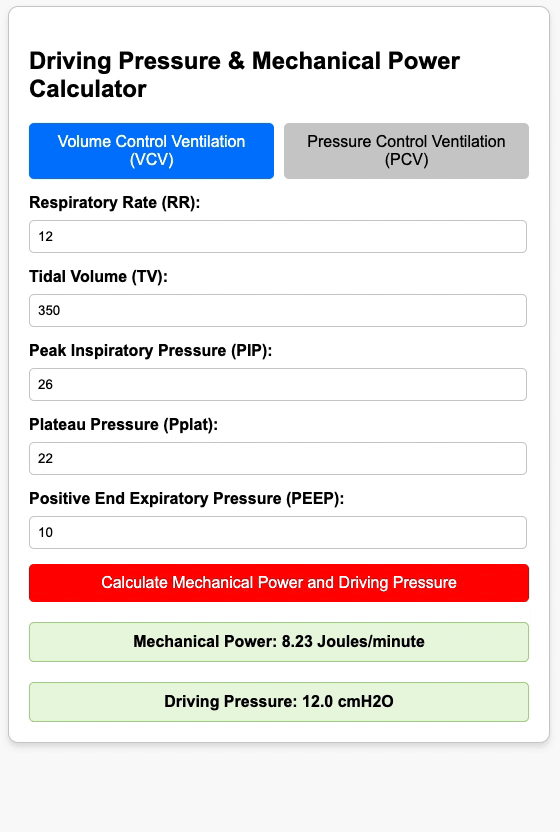 Driving Pressure & Mechanical Power
Calculator
Volume Control Ventilation
(VCV)
Pressure Control Ventilation
(PCV)
Respiratory Rate (RR):
12
Tidal Volume (TV):
350
Peak Inspiratory Pressure (PIP):
26
Plateau Pressure (Pplat):
22
Positive End Expiratory Pressure (PEEP):
10
Calculate Mechanical Power and Driving Pressure
Mechanical Power: 8.23 Joules/minute
Driving Pressure: 12.0 cmH2O